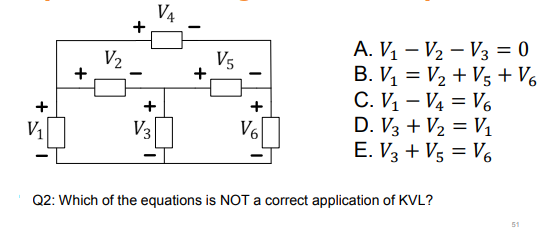 V4
+ −
V2
V5
+ −
+ −
+
+
+
V1
V3
V6
−
−
−
A. V1 − V2 − V3 = 0
B. V1 = V2 + V5 + V6
C. V1 − V4 = V6
D. V3 + V2 = V1
E. V3 + V5 = V6
Q2: Which of the equations is NOT a correct application of KVL?
51